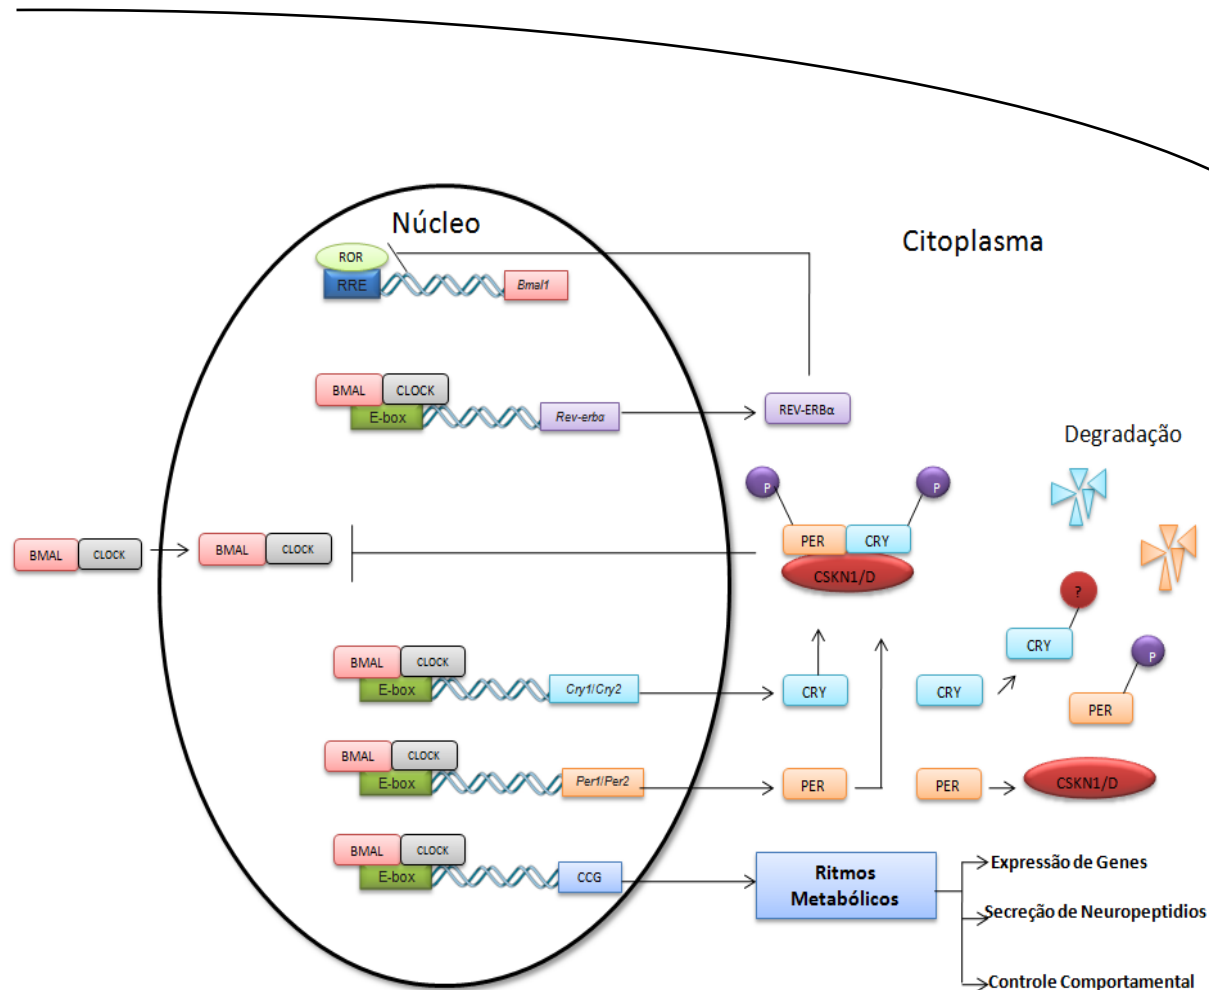 Núcleo
Citoplasma
ROR
RRE
Bmal1
BMAL
CLOCK
E-box
Rev-erbα
REV-ERBα
Degradação
P
P
PER
CRY
CSKN1/D
BMAL
CLOCK
BMAL
CLOCK
?
CRY
P
PER
BMAL
CLOCK
E-box
Cry1/Cry2
CRY
CRY
BMAL
CLOCK
E-box
Per1/Per2
PER
PER
CSKN1/D
BMAL
CLOCK
E-box
CCG
Ritmos
Metabólicos
Expressão de Genes
Secreção de Neuropeptidios
Controle Comportamental